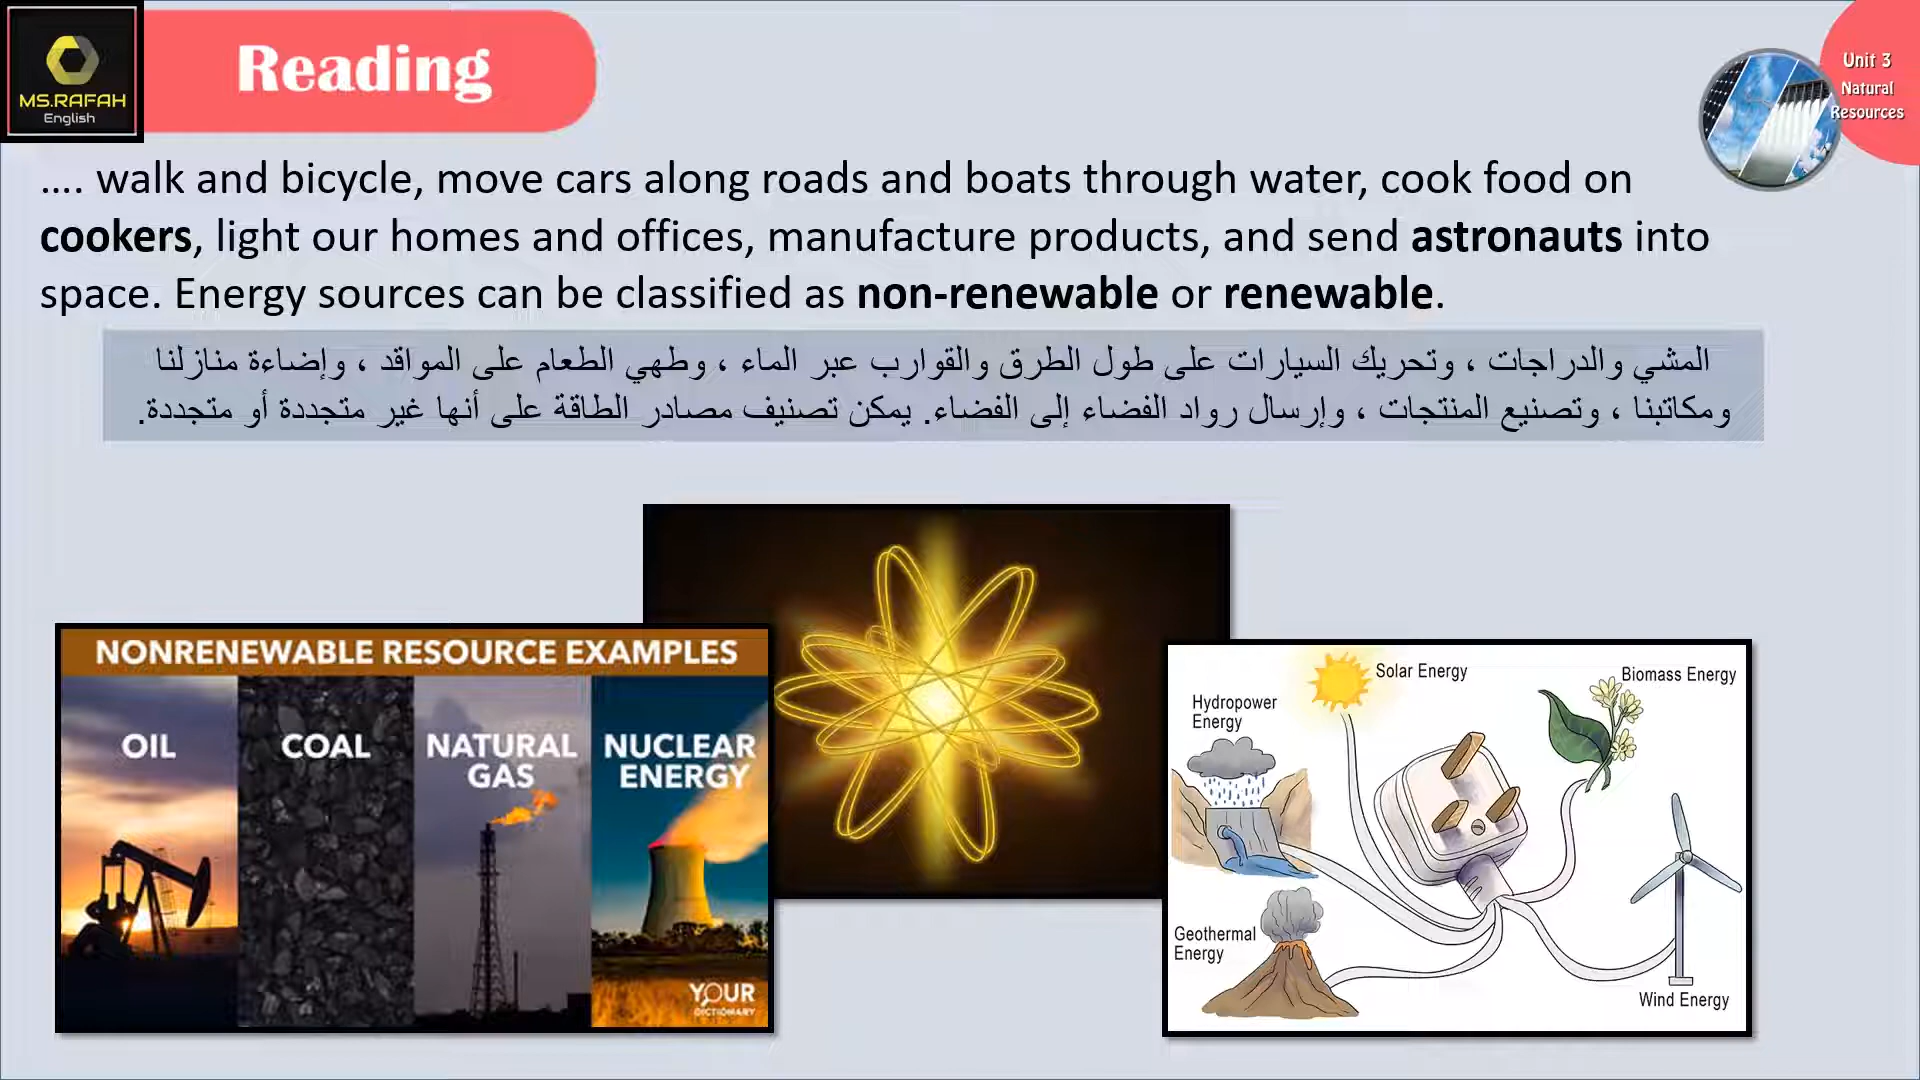 MS.RAFAH
English
Reading
Unit 3
Natural
Resources
.... walk and bicycle, move cars along roads and boats through water, cook food on
cookers, light our homes and offices, manufacture products, and send astronauts into
space. Energy sources can be classified as non-renewable or renewable.
المشي والدراجات ، وتحريك السيارات على طول الطرق والقوارب عبر الماء ، وطهي الطعام على المواقد ، وإضاءة منازلنا
ومكاتبنا ، وتصنيع المنتجات ، وإرسال رواد الفضاء إلى الفضاء. يمكن تصنيف مصادر الطاقة على أنها غير متجددة أو متجددة.
NONRENEWABLE RESOURCE EXAMPLES
OIL
COAL
NATURAL
GAS
NUCLEAR
ENERGY
YOUR
DICTIONARY
Solar Energy
Biomass Energy
Hydropower
Energy
Geothermal
Energy
Wind Energy